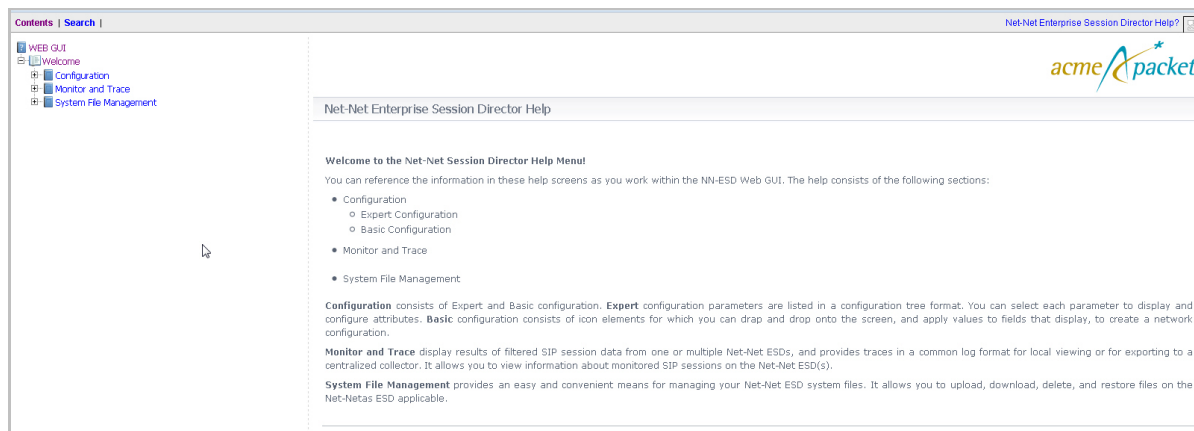 Contents | Search |
Net-Net Enterprise Session Director Help?
WEB GUI
Welcome
Configuration
Monitor and Trace
System File Management
acme packet
Net-Net Enterprise Session Director Help
Welcome to the Net-Net Session Director Help Menu!
You can reference the information in these help screens as you work within the NN-ESD Web GUI. The help consists of the following sections:
Configuration
Expert Configuration
Basic Configuration
Monitor and Trace
System File Management
Configuration consists of Expert and Basic configuration. Expert configuration parameters are listed in a configuration tree format. You can select each parameter to display and
configure attributes. Basic configuration consists of icon elements for which you can drap and drop onto the screen, and apply values to fields that display, to create a network
configuration.
Monitor and Trace display results of filtered SIP session data from one or multiple Net-Net ESDs, and provides traces in a common log format for local viewing or for exporting to a
centralized collector. It allows you to view information about monitored SIP sessions on the Net-Net ESD(s).
System File Management provides an easy and convenient means for managing your Net-Net ESD system files. It allows you to upload, download, delete, and restore files on the
Net-Netas ESD applicable.